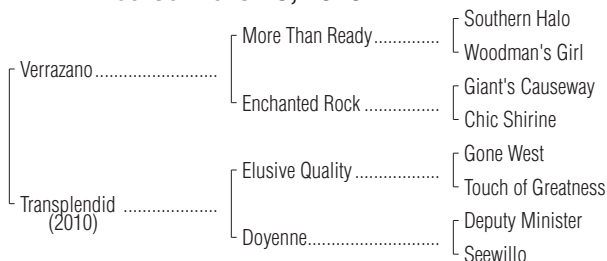 Southern Halo
More Than Ready
Woodman's Girl
Verrazano
Giant's Causeway
Enchanted Rock
Chic Shirine
Gone West
Elusive Quality
Touch of Greatness
Transplendid
(2010)
Deputy Minister
Doyenne
Seewillo